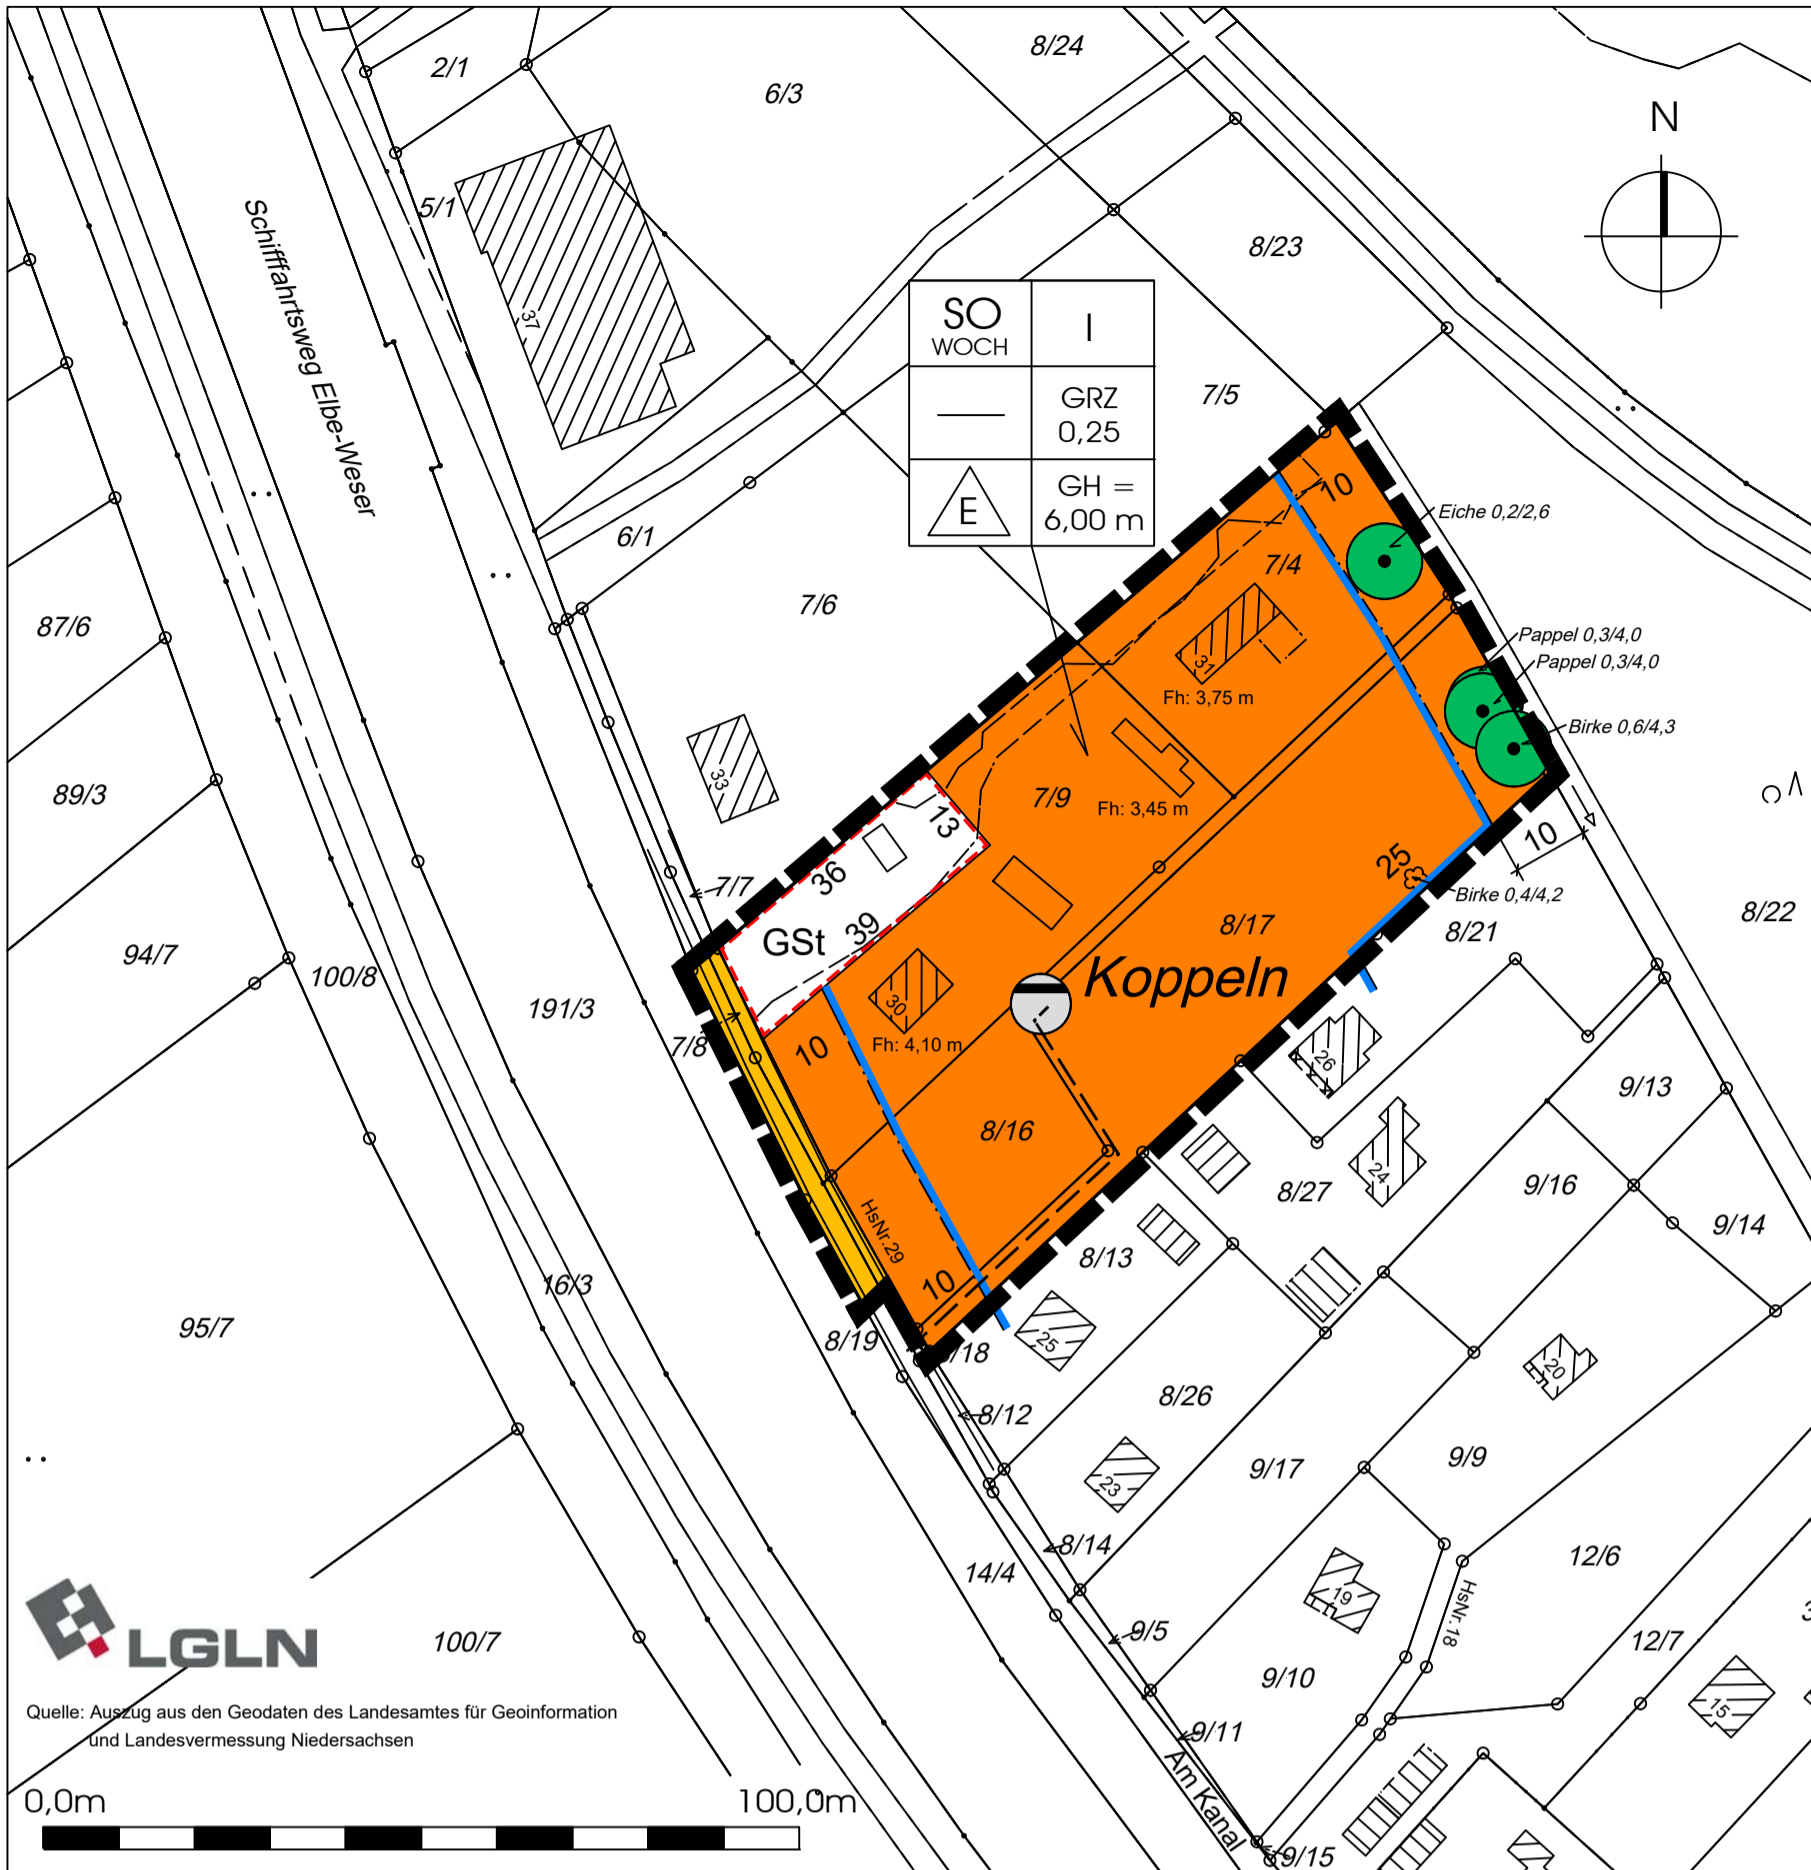 8/24
2/1
6/3
N
5/1
Schifffahrtsweg Elbe-Weser
8/23
37
SO
WOCH
I
GRZ
0,25
E
GH =
6,00 m
7/5
10
Eiche 0,2/2,6
6/1
7/4
7/6
87/6
31
Pappel 0,3/4,0
Pappel 0,3/4,0
Fh: 3,75 m
Birke 0,6/4,3
33
89/3
7/9
Fh: 3,45 m
13
10
25
36
7/7
Birke 0,4/4,2
8/22
39
GSt
8/17
8/21
94/7
100/8
Koppeln
191/3
30
7/8
10
Fh: 4,10 m
26
9/13
8/16
24
9/16
8/27
HsNr.29
9/14
8/13
10
16/3
95/7
8/19
25
8/26
20
8/12
9/17
9/9
23
8/14
14/4
12/6
19
HsNr.18
9/5
12/7
LGLN
100/7
9/10
15
Quelle: Auszug aus den Geodaten des Landesamtes für Geoinformation
und Landesvermessung Niedersachsen
9/11
Am Kanal
0,0m
100,0m
9/15